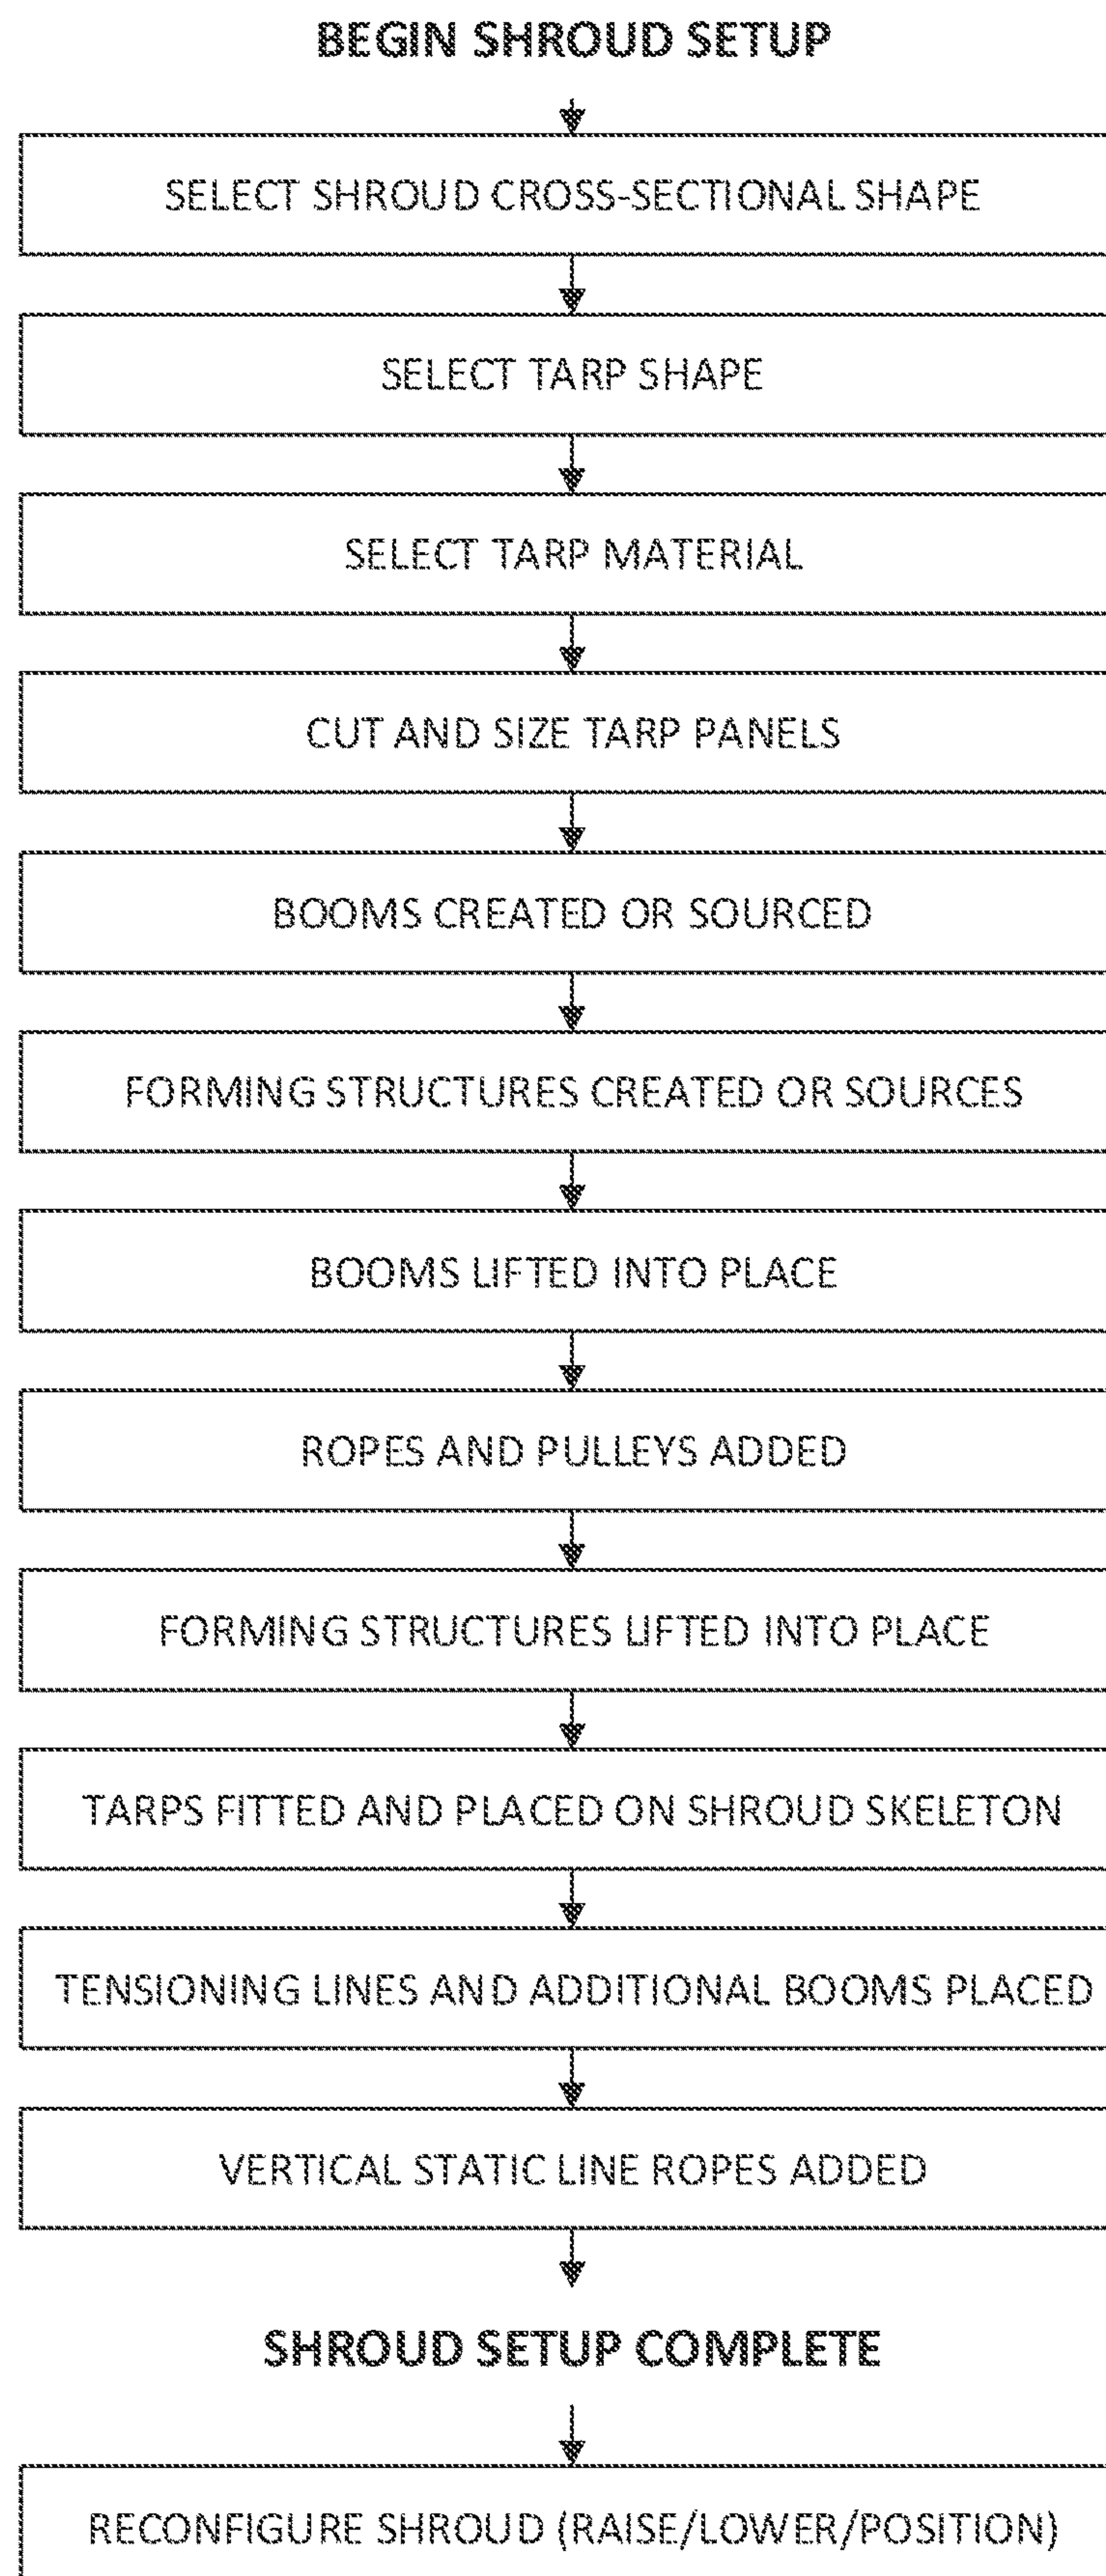 BEGIN SHROUD SETUP
SELECT SHROUD CROSS-SECTIONAL SHAPE
SELECT TARP SHAPE
SELECT TARP MATERIAL
CUT AND SIZE TARP PANELS
BOOMS CREATED OR SOURCED
FORMING STRUCTURES CREATED OR SOURCES
BOOMS LIFTED INTO PLACE
ROPES AND PULLEYS ADDED
FORMING STRUCTURES LIFTED INTO PLACE
TARPS FITTED AND PLACED ON SHROUD SKELETON
TENSIONING LINES AND ADDITIONAL BOOMS PLACED
VERTICAL STATIC LINE ROPES ADDED
SHROUD SETUP COMPLETE
RECONFIGURE SHROUD (RAISE/LOWER/POSITION)